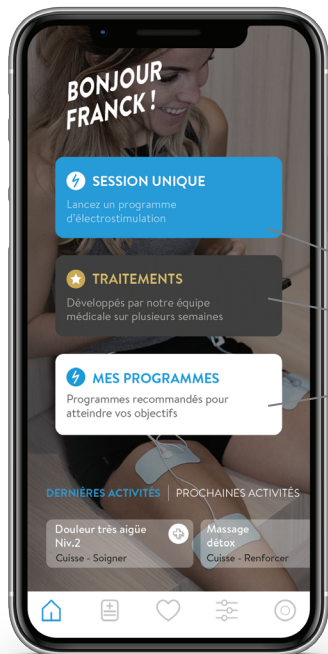 BONJOUR
FRANCK !
SESSION UNIQUE
Lancez un programme
d'électrostimulation
TRAITEMENTS
Développés par notre équipe
médicale sur plusieurs semaines
MES PROGRAMMES
Programmes recommandés pour
atteindre vos objectifs
DERNIÈRES ACTIVITÉS | PROCHAINES ACTIVITÉS
Douleur très aigüe
Niv.2
Cuisse - Soigner
Massage
détox
Cuisse - Renforcer